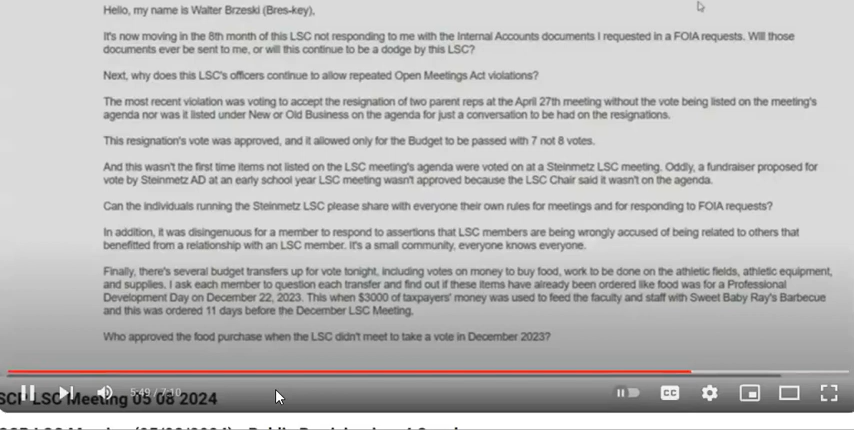 Hello, my name is Walter Brzeski (Bres-key),
It's now moving in the 8th month of this LSC not responding to me with the Internal Accounts documents I requested in a FOIA requests. Will those
documents ever be sent to me, or will this continue to be a dodge by this LSC?
Next, why does this LSC's officers continue to allow repeated Open Meetings Act violations?
The most recent violation was voting to accept the resignation of two parent reps at the April 27th meeting without the vote being listed on the meeting's
agenda nor was it listed under New or Old Business on the agenda for just a conversation to be had on the resignations.
This resignation's vote was approved, and it allowed only for the Budget to be passed with 7 not 8 votes.
And this wasn't the first time items not listed on the LSC meeting's agenda were voted on at a Steinmetz LSC meeting. Oddly, a fundraiser proposed for
vote by Steinmetz AD at an early school year LSC meeting wasn't approved because the LSC Chair said it wasn't on the agenda.
Can the individuals running the Steinmetz LSC please share with everyone their own rules for meetings and for responding to FOIA requests?
In addition, it was disingenuous for a member to respond to assertions that LSC members are being wrongly accused of being related to others that
benefitted from a relationship with an LSC member. It's a small community, everyone knows everyone.
Finally, there's several budget transfers up for vote tonight, including votes on money to buy food, work to be done on the athletic fields, athletic equipment,
and supplies. I ask each member to question each transfer and find out if these items have already been ordered like food was for a Professional
Development Day on December 22, 2023. This when $3000 of taxpayers' money was used to feed the faculty and staff with Sweet Baby Ray's Barbecue
and this was ordered 11 days before the December LSC Meeting.
Who approved the food purchase when the LSC didn't meet to take a vote in December 2023?
5:49 / 7:10
CC
LSC Meeting 05 08 2024